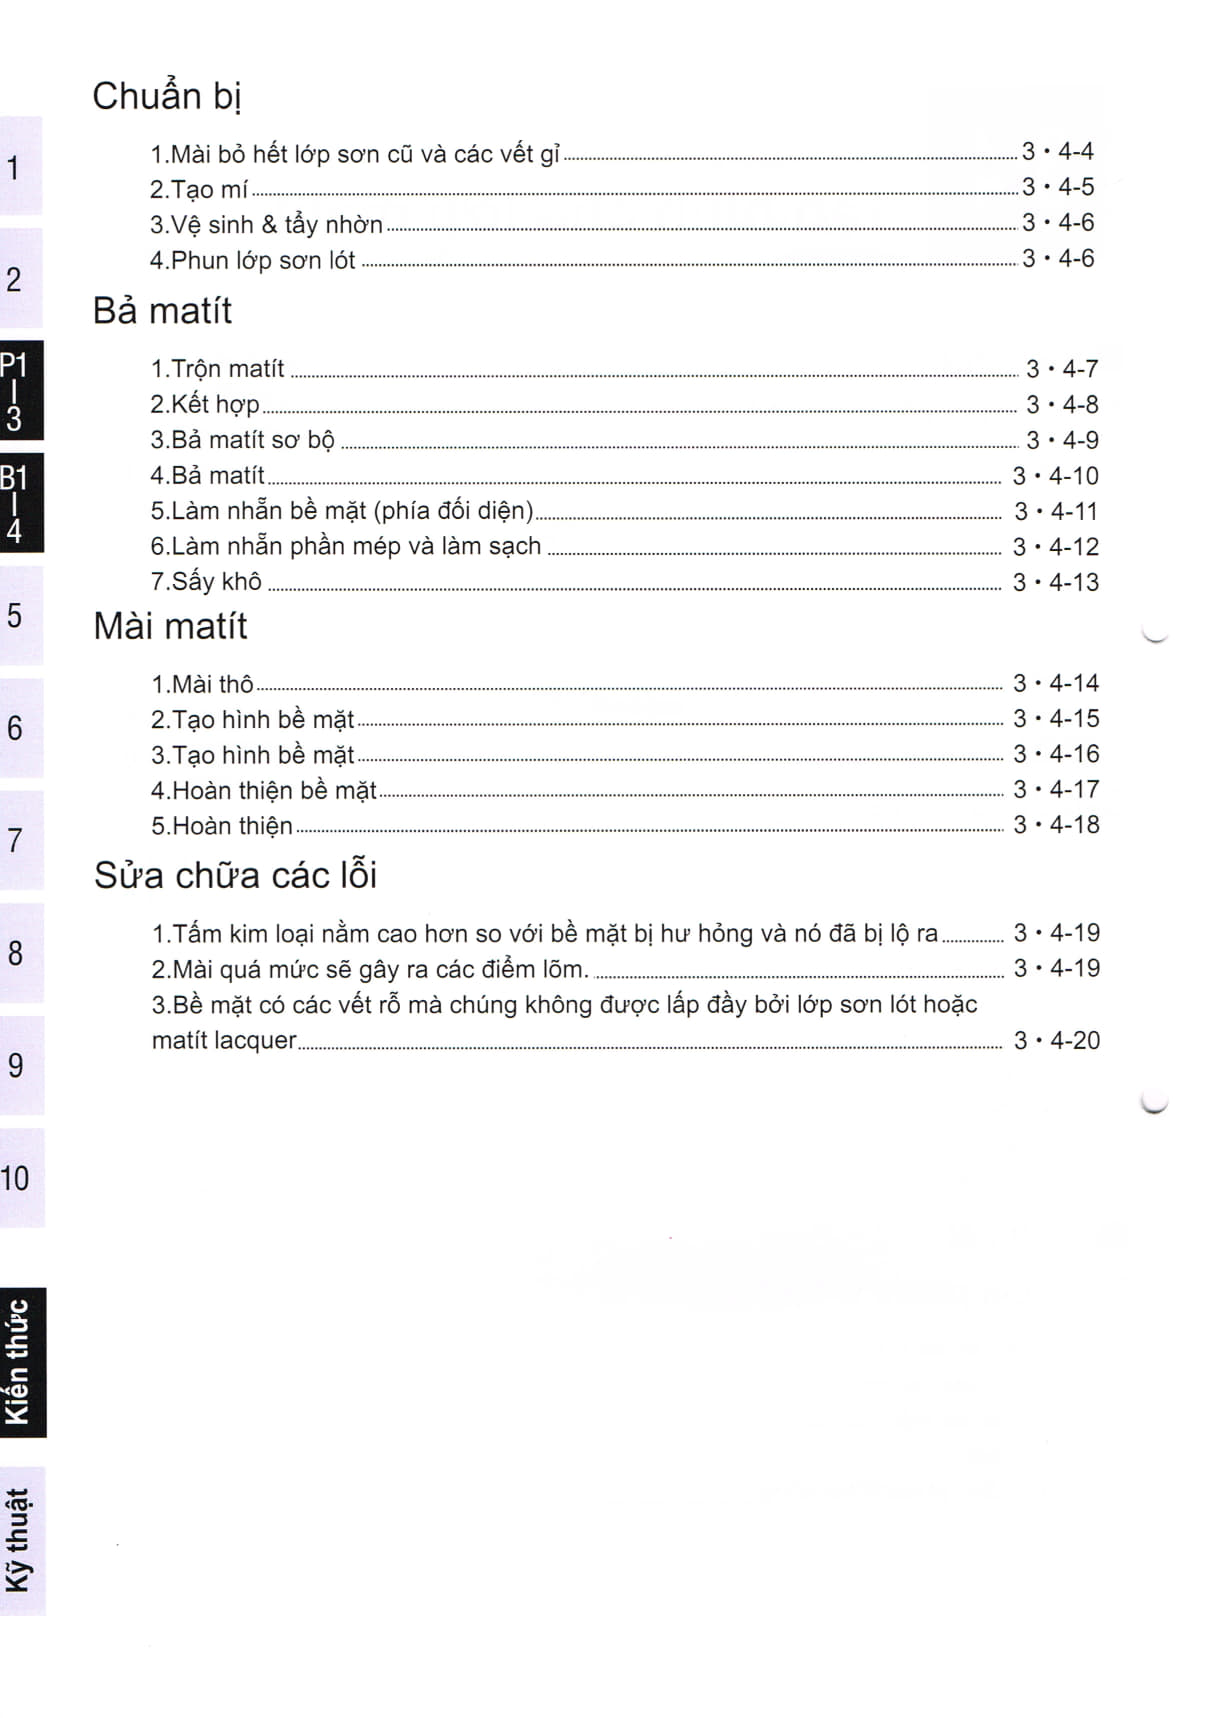 Chuẩn bị
1.Mài bỏ hết lớp sơn cũ và các vết gỉ 3・4-4
2.Tạo mí 3・4-5
3.Vệ sinh & tẩy nhờn 3・4-6
4.Phun lớp sơn lót 3・4-6
Bả matít
1.Trộn matít 3・4-7
2.Kết hợp 3・4-8
3.Bả matít sơ bộ 3・4-9
4.Bả matít 3・4-10
5.Làm nhẵn bề mặt (phía đối diện) 3・4-11
6.Làm nhẵn phần mép và làm sạch 3・4-12
7.Sấy khô 3・4-13
Mài matít
1.Mài thô 3・4-14
2.Tạo hình bề mặt 3・4-15
3.Tạo hình bề mặt 3・4-16
4.Hoàn thiện bề mặt 3・4-17
5.Hoàn thiện 3・4-18
Sửa chữa các lỗi
1.Tấm kim loại nằm cao hơn so với bề mặt bị hư hỏng và nó đã bị lộ ra 3・4-19
2.Mài quá mức sẽ gây ra các điểm lõm. 3・4-19
3.Bề mặt có các vết rỗ mà chúng không được lấp đầy bởi lớp sơn lót hoặc
matít lacquer 3・4-20
1
2
P1
|
3
B1
|
4
5
6
7
8
9
10
Kiến thức
Kỹ thuật